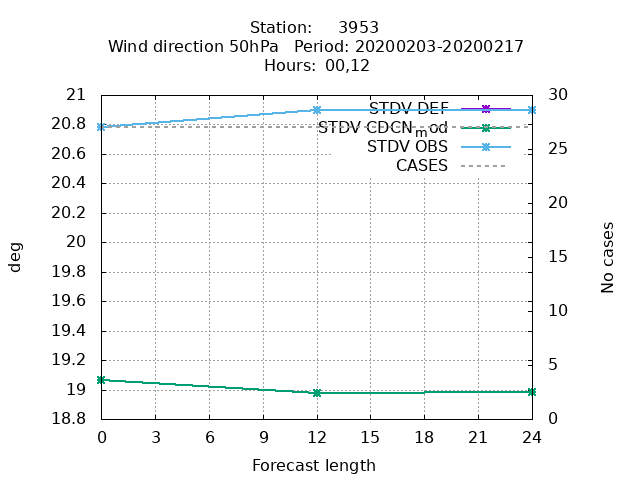 Station: 3953
Wind direction 50hPa Period: 20200203-20200217
Hours: 00,12
21
20.8
20.6
20.4
20.2
20
19.8
19.6
19.4
19.2
19
18.8
30
25
20
15
10
5
0
STDV DEF
STDV CDCN_mod
STDV OBS
CASES
deg
No cases
0 3 6 9 12 15 18 21 24
Forecast length